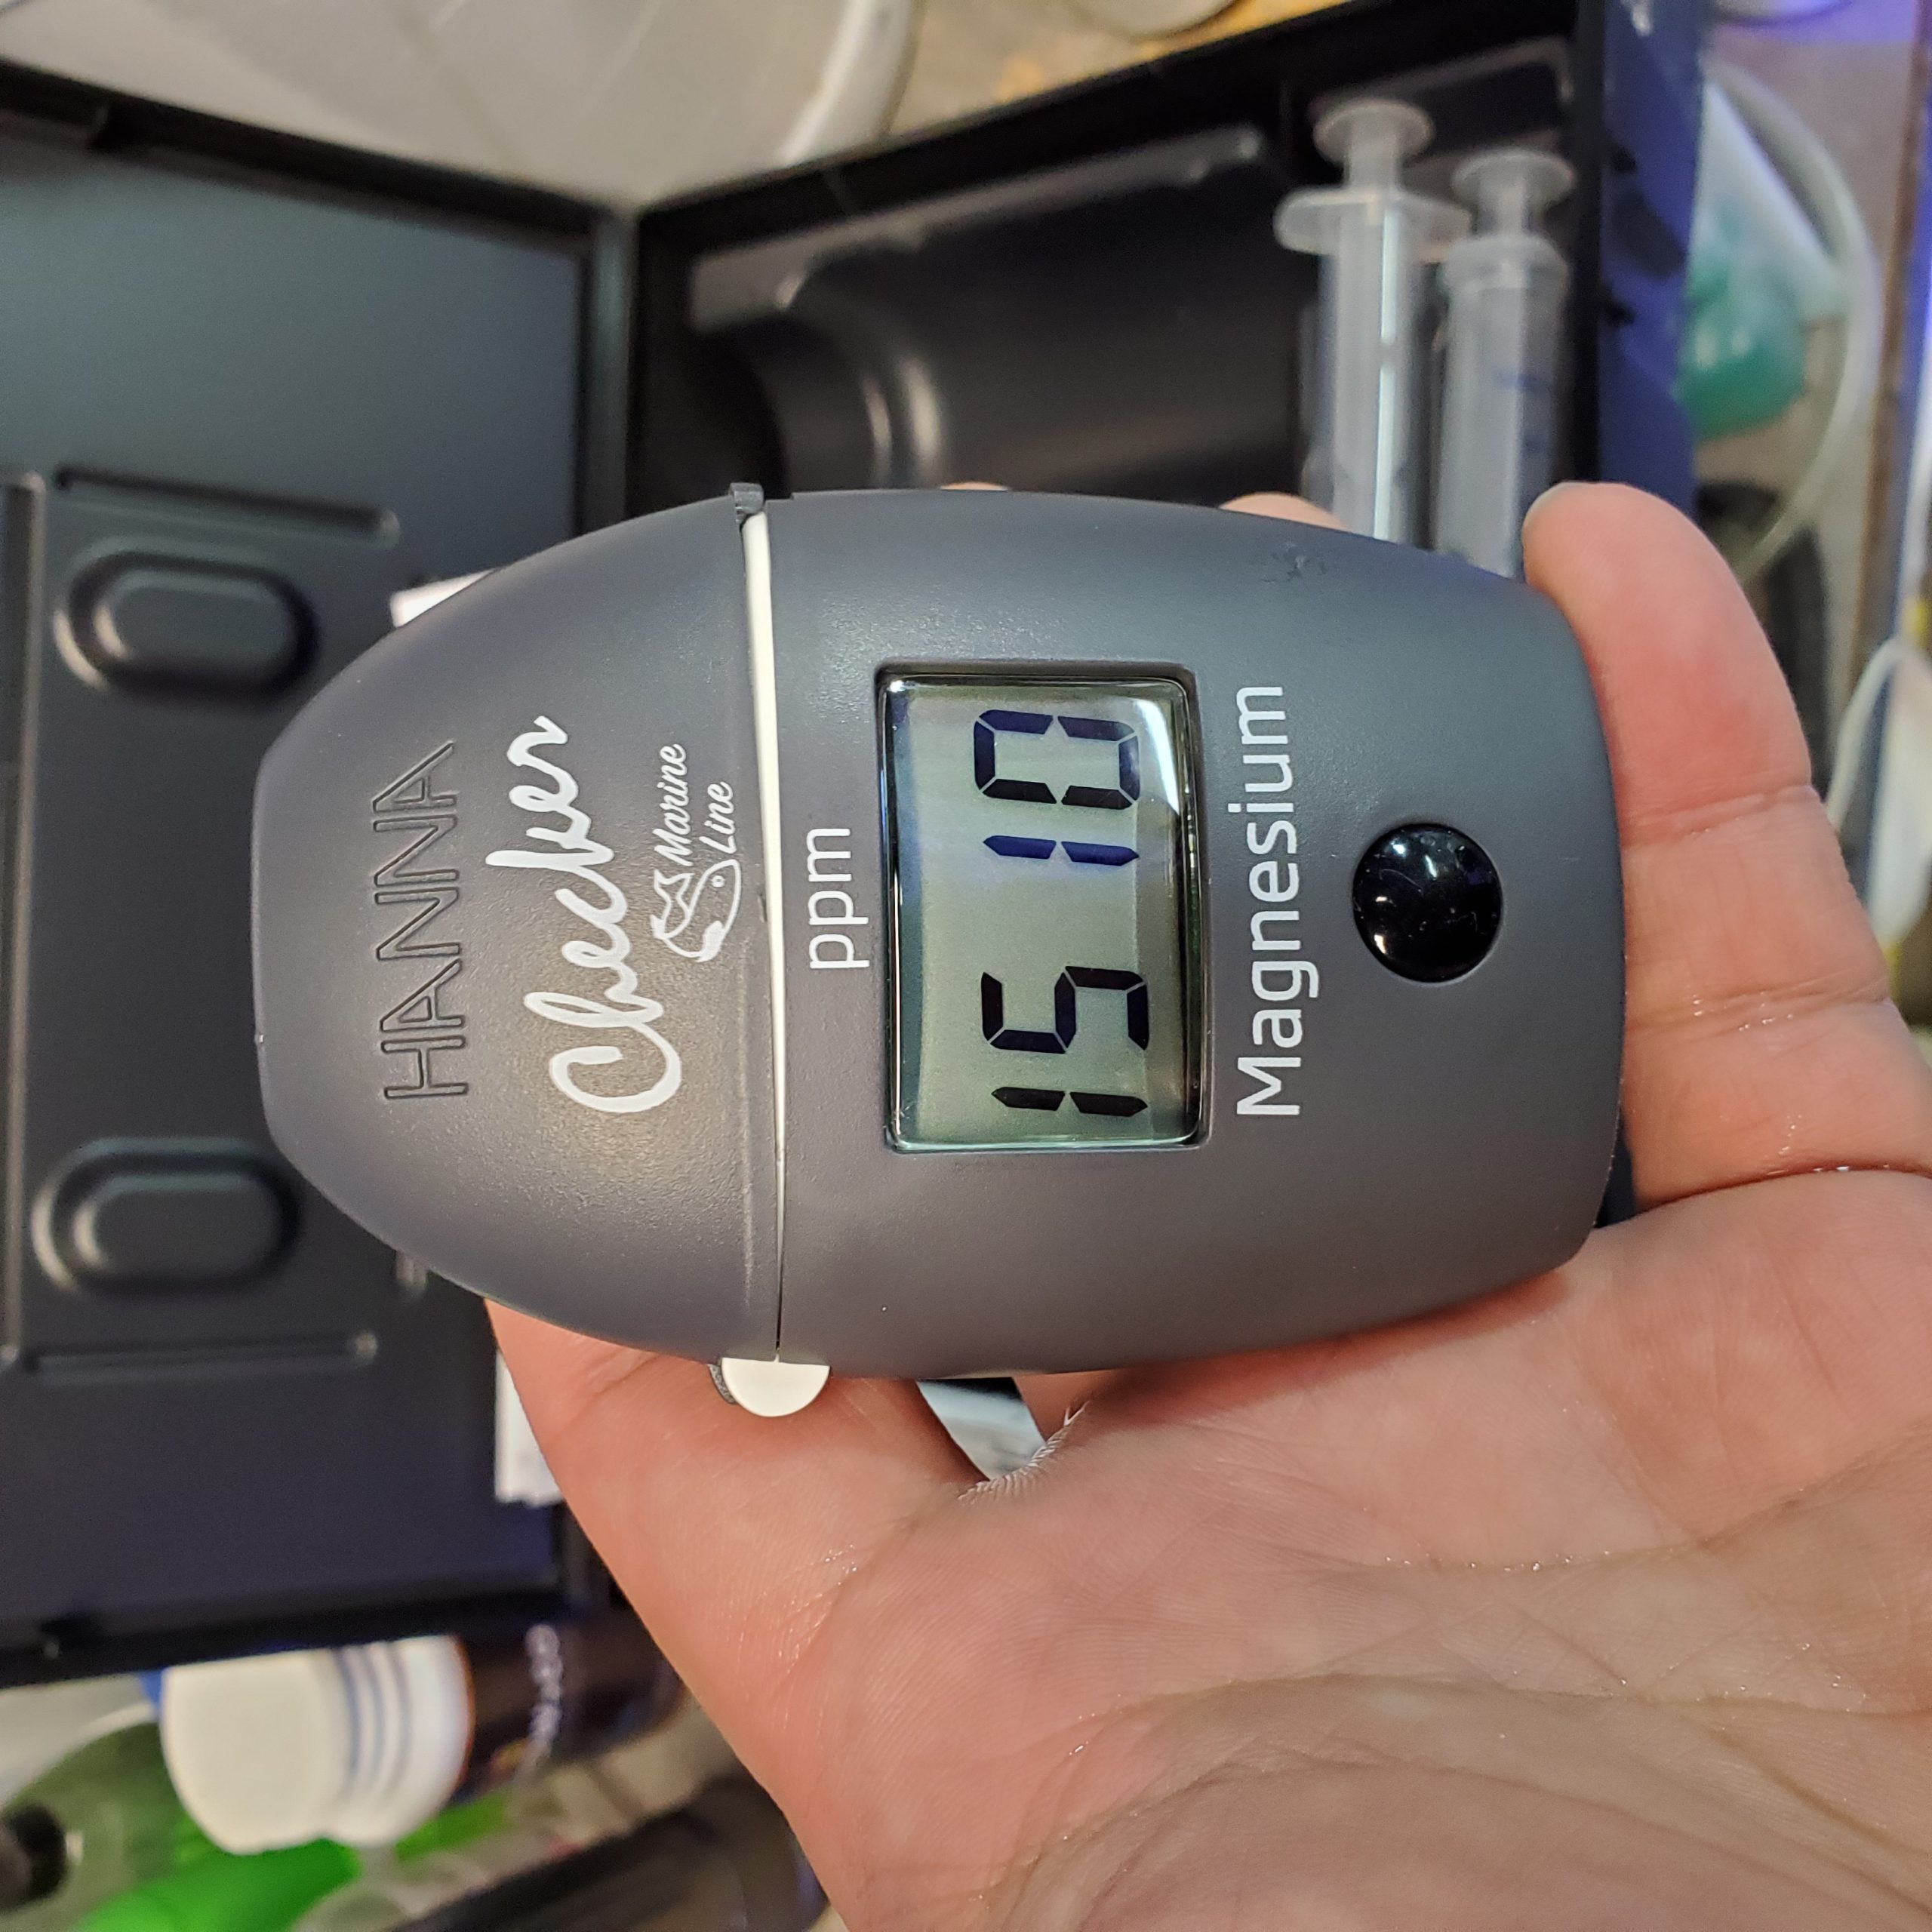 HANNA
Checker
Marine
Line
ppm
1510
Magnesium